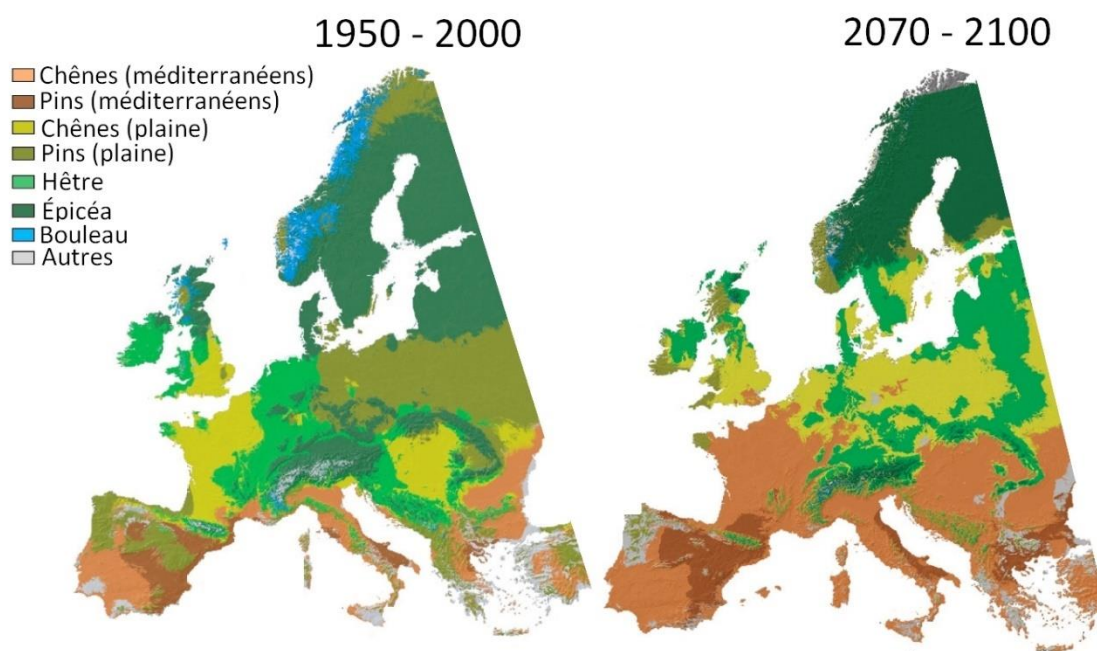 1950 - 2000
2070 - 2100
Chênes (méditerranéens)
Pins (méditerranéens)
Chênes (plaine)
Pins (plaine)
Hêtre
Épicéa
Bouleau
Autres